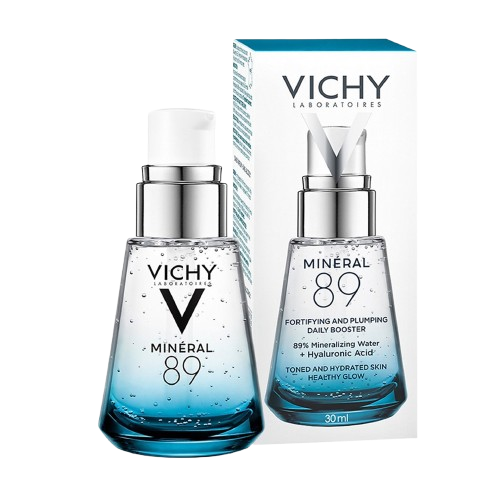 VICHY
LABORATOIRES
V
MINÉRAL
89
VICHY
LABORATOIRES
MINÉRAL
89
FORTIFYING AND PLUMPING
DAILY BOOSTER
89% Mineralizing Water
+ Hyaluronic Acid
TONED AND HYDRATED SKIN
HEALTHY GLOW
30ml